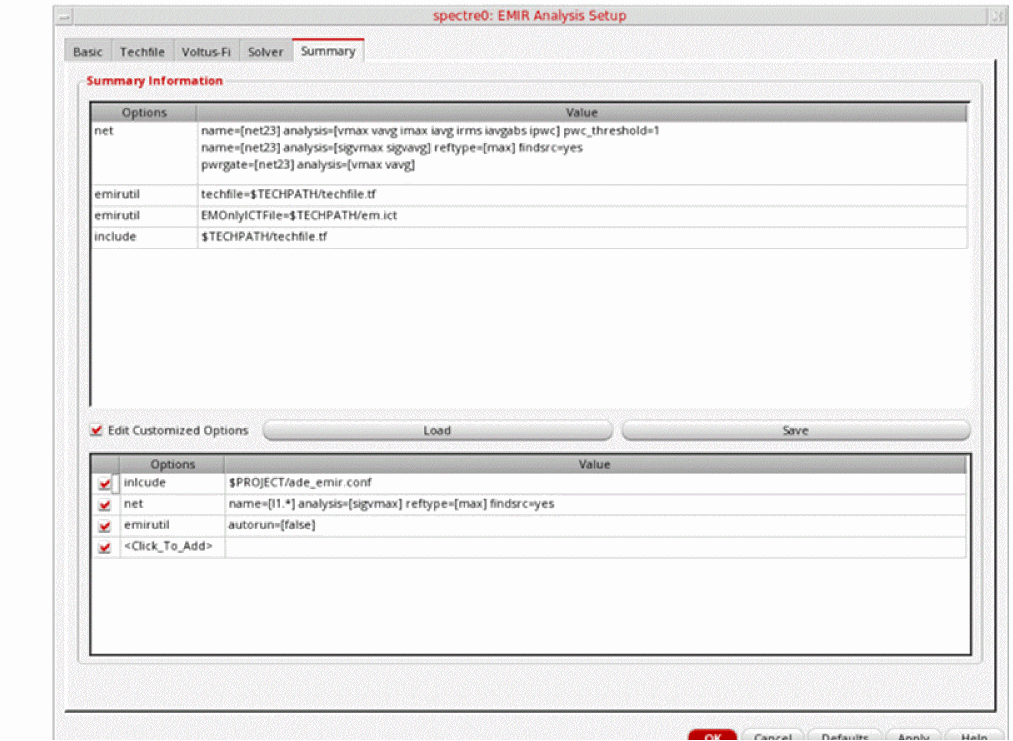 spectre0: EMIR Analysis Setup
Basic Techfile Voltus-Fi Solver Summary
Summary Information
Options Value
net name=[net23] analysis=[vmax vavg imax iavg irms iavgabs ipwc] pwc_threshold=1
name=[net23] analysis=[sigvmax sigvavg] reftype=[max] findsrc=yes
pwrgate=[net23] analysis=[vmax vavg]
emirutil techfile=$TECHPATH/techfile.tf
emirutil EMOnlyICTFile=$TECHPATH/em.ict
include $TECHPATH/techfile.tf
Edit Customized Options Load Save
Options Value
inlcude $PROJECT/ade_emir.conf
net name=[I1.*] analysis=[sigvmax] reftype=[max] findsrc=yes
emirutil autorun=[false]
<Click_To_Add>
OK Cancel Defaults Apply Help